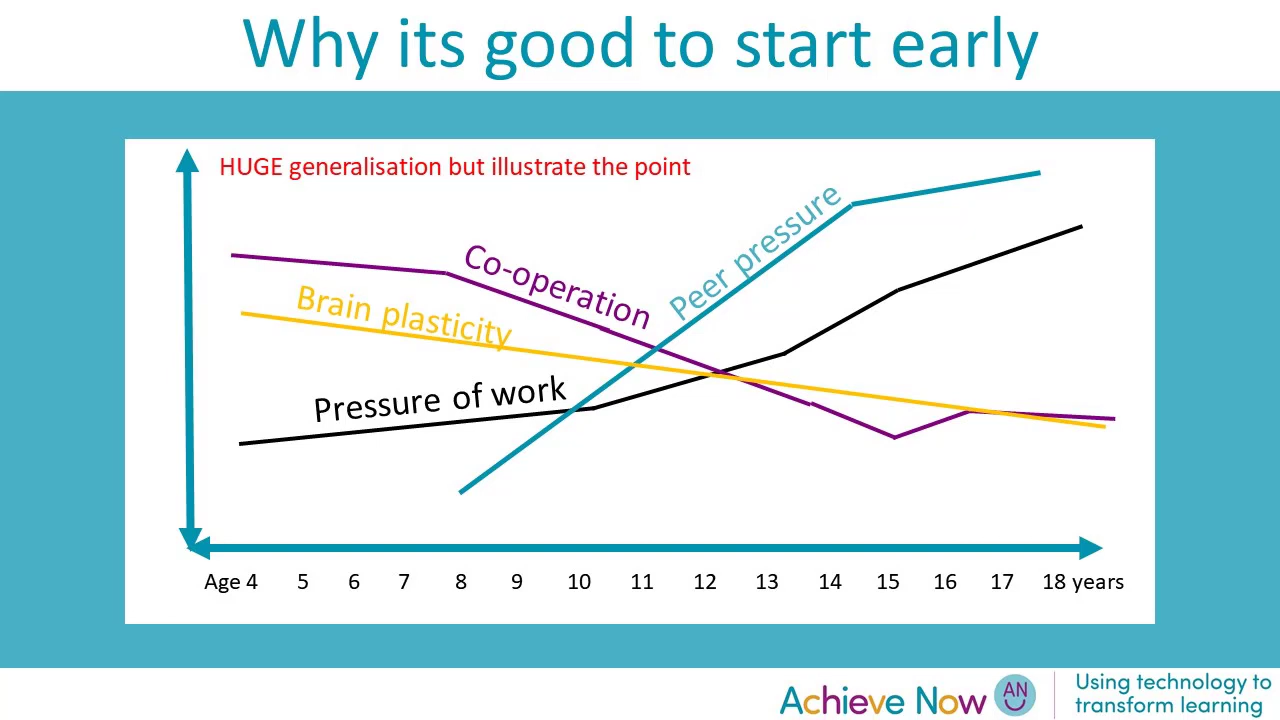 Why its good to start early
HUGE generalisation but illustrate the point
Peer pressure
Co-operation
Brain plasticity
Pressure of work
Age 4 5 6 7 8 9 10 11 12 13 14 15 16 17 18 years
Achieve Now
AN
Using technology to
transform learning